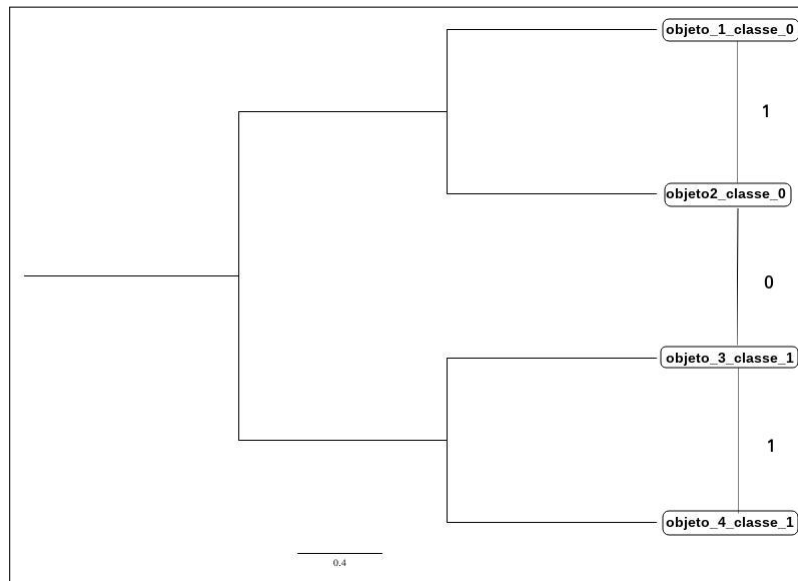 objeto_1_classe_0
1
objeto2_classe_0
0
objeto_3_classe_1
1
objeto_4_classe_1
0.4